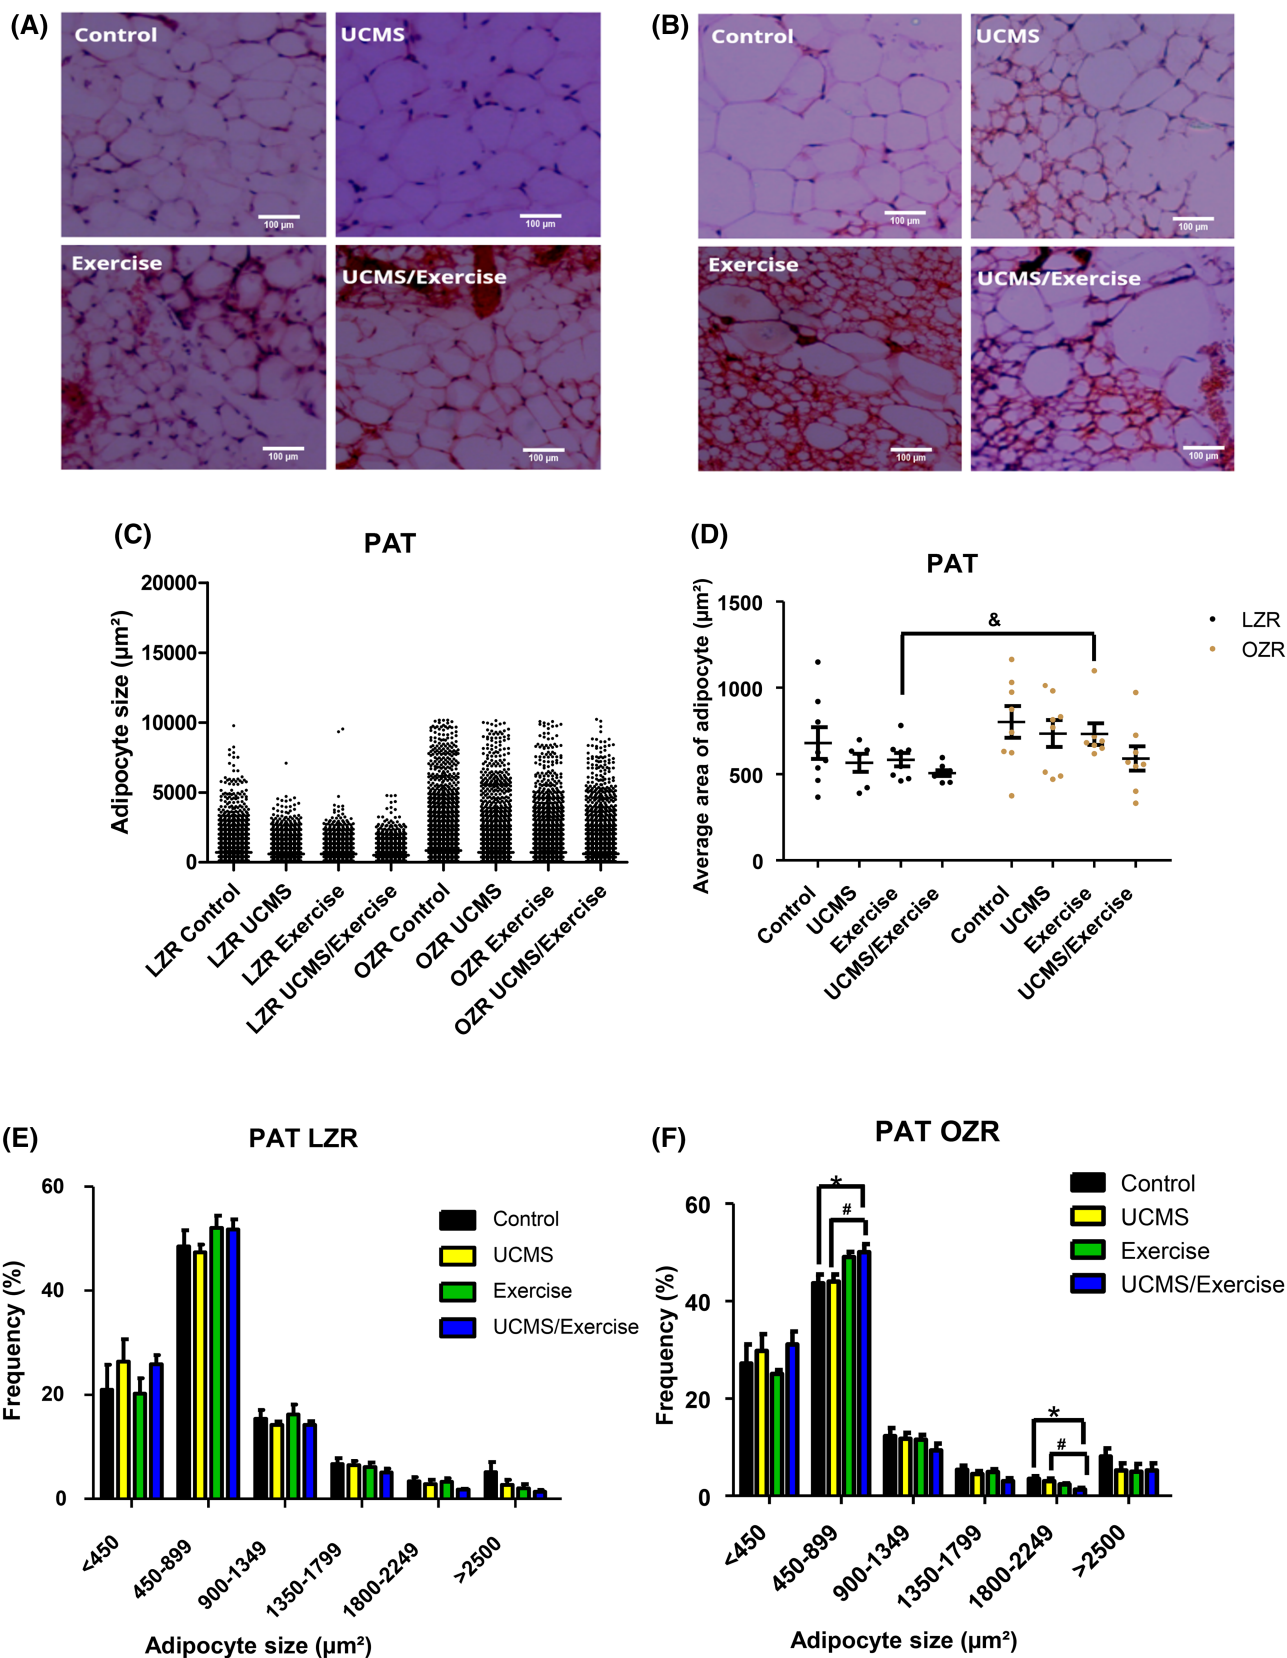 (A)
Control
UCMS
100 µm
100 µm
Exercise
UCMS/Exercise
100 µm
100 µm
(B)
Control
UCMS
100 µm
100 µm
Exercise
UCMS/Exercise
100 µm
100 µm
(C)
PAT
Adipocyte size (µm²)
20000
15000
10000
5000
0
LZR Control
LZR UCMS
LZR Exercise
LZR UCMS/Exercise
OZR Control
OZR UCMS
OZR Exercise
OZR UCMS/Exercise
(D)
PAT
Average area of adipocyte (µm²)
1500
1000
500
0
&
LZR
OZR
Control
UCMS
Exercise
UCMS/Exercise
Control
UCMS
Exercise
UCMS/Exercise
(E)
PAT LZR
Frequency (%)
60
40
20
0
Control
UCMS
Exercise
UCMS/Exercise
<450
450-899
900-1349
1350-1799
1800-2249
>2500
Adipocyte size (µm²)
(F)
PAT OZR
Frequency (%)
60
40
20
0
*
#
*
#
Control
UCMS
Exercise
UCMS/Exercise
<450
450-899
900-1349
1350-1799
1800-2249
>2500
Adipocyte size (µm²)